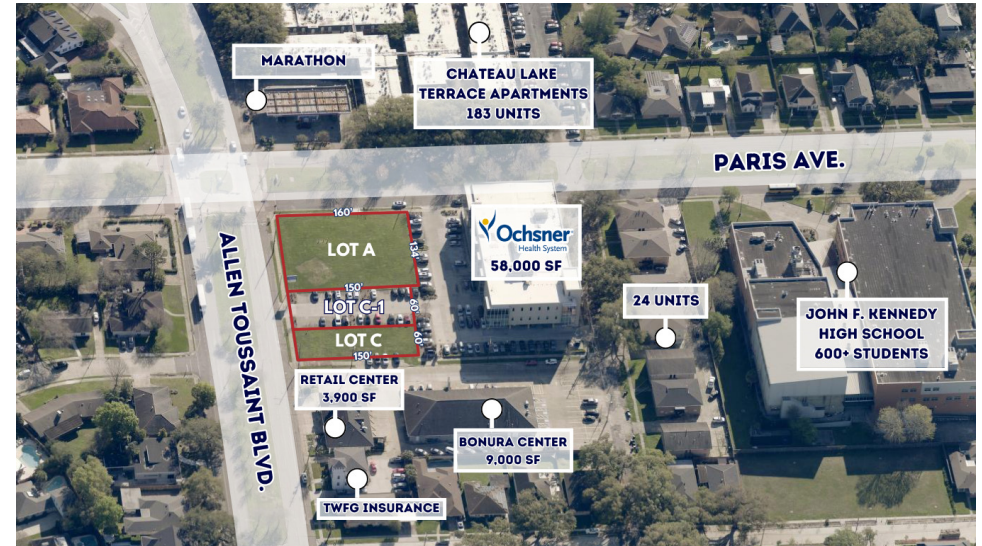 MARATHON
CHATEAU LAKE
TERRACE APARTMENTS
183 UNITS
PARIS AVE.
160'
LOT A
134'
Ochsner
Health System
58,000 SF
ALLEN TOUSSAINT BLVD.
150'
LOT C-1
60'
LOT C
60'
150'
24 UNITS
JOHN F. KENNEDY
HIGH SCHOOL
600+ STUDENTS
RETAIL CENTER
3,900 SF
BONURA CENTER
9,000 SF
TWFG INSURANCE